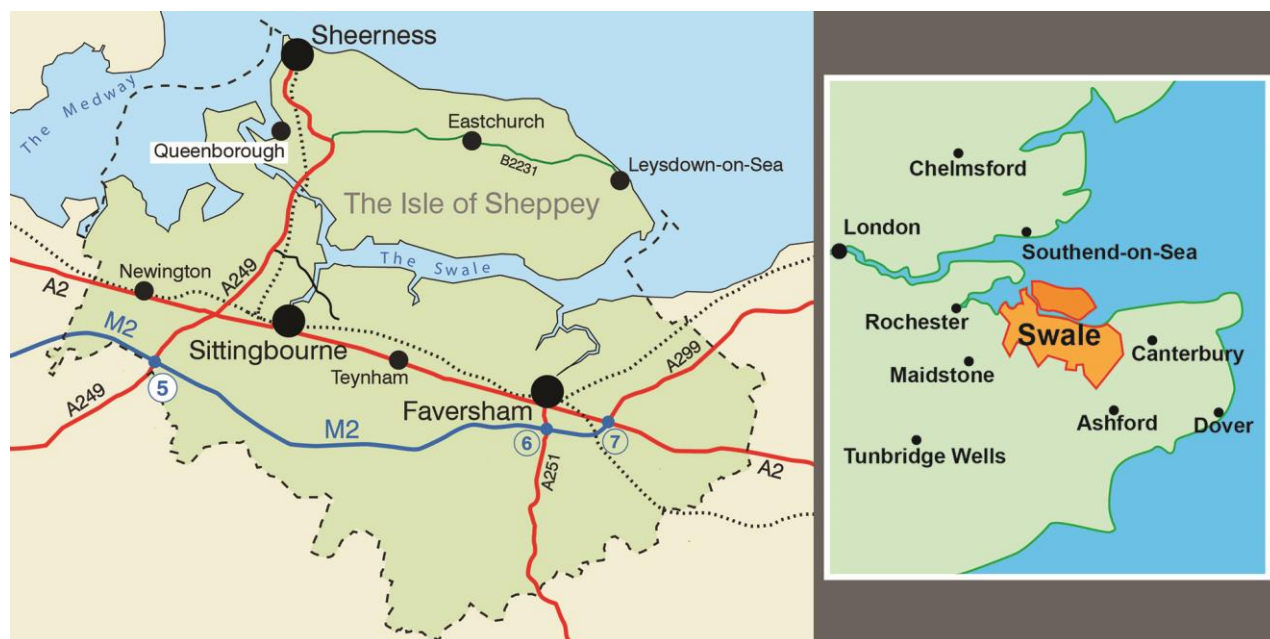 Sheerness
The Medway
Eastchurch
Queenborough
B2231
Leysdown-on-Sea
The Isle of Sheppey
The Swale
Newington
A249
A2
M2
Sittingbourne
Teynham
A299
5
A249
Faversham
M2
6
7
A251
A2
Chelmsford
London
Southend-on-Sea
Rochester
Swale
Canterbury
Maidstone
Ashford
Dover
Tunbridge Wells